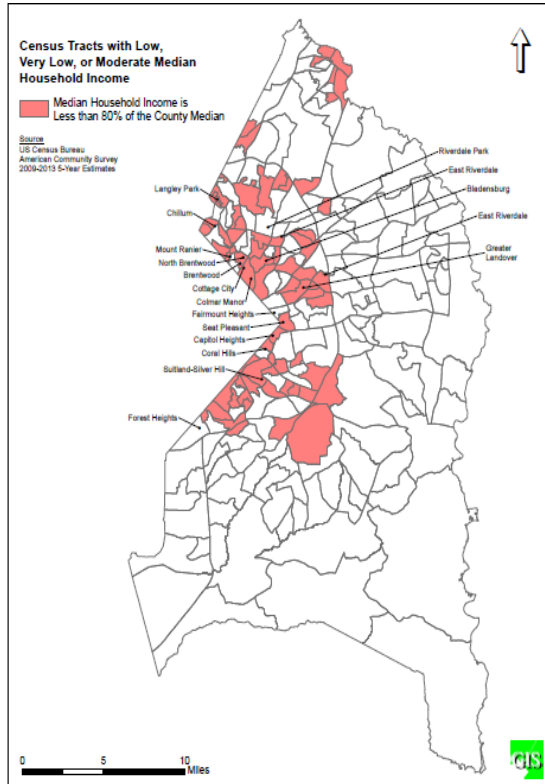 Census Tracts with Low,
Very Low, or Moderate Median
Household Income
Median Household Income is
Less than 80% of the County Median
Source
US Census Bureau
American Community Survey
2009-2013 5-Year Estimates
Riverdale Park
East Riverdale
Bladensburg
East Riverdale
Greater
Landover
Langley Park
Chillum
Mount Ranier
North Brentwood
Brentwood
Cottage City
Colmar Manor
Fairmount Heights
Seat Pleasant
Capitol Heights
Coral Hills
Suitland-Silver Hill
Forest Heights
0 5 10
Miles
GIS